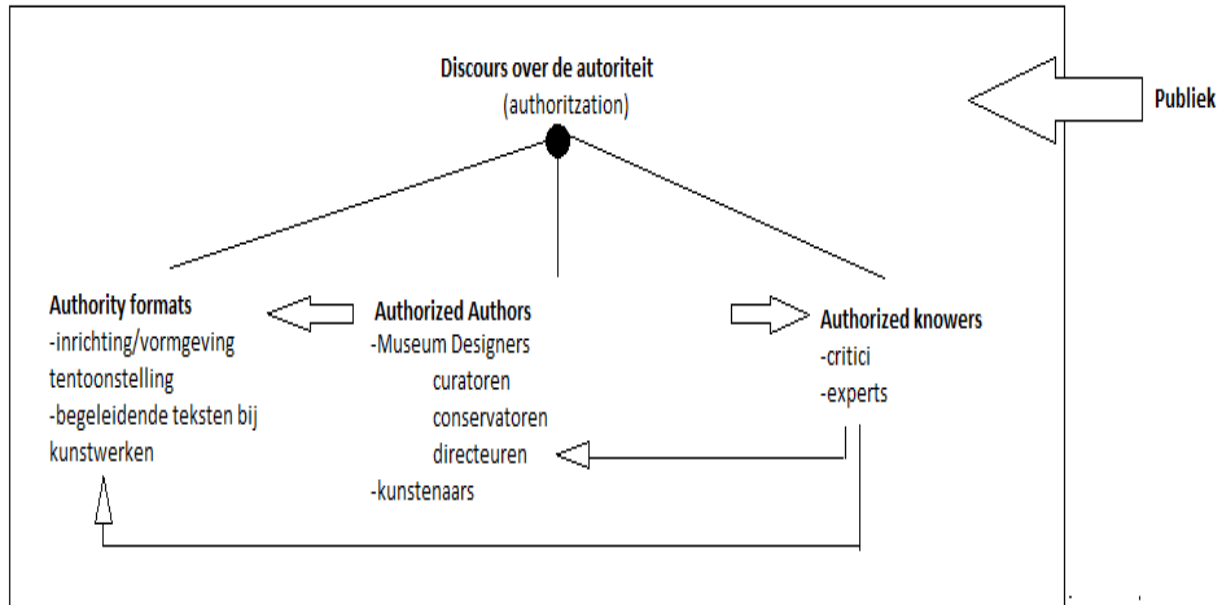 Discours over de autoriteit
(authoritzation)
Publiek
Authority formats
-inrichting/vormgeving
tentoonstelling
-begeleidende teksten bij
kunstwerken
Authorized Authors
-Museum Designers
curatoren
conservatoren
directeuren
-kunstenaars
Authorized knowers
-critici
-experts